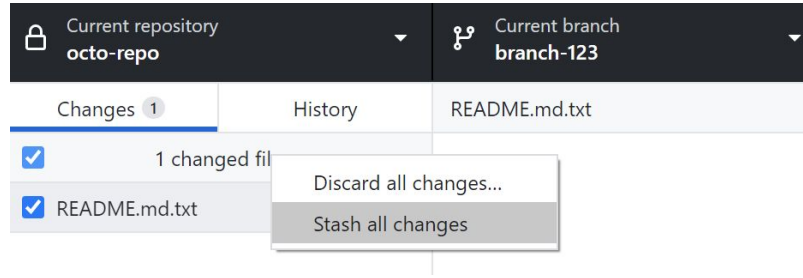 Current repository
octo-repo
Current branch
branch-123
Changes 1
History
README.md.txt
1 changed
README.md.txt
Discard all changes...
Stash all changes